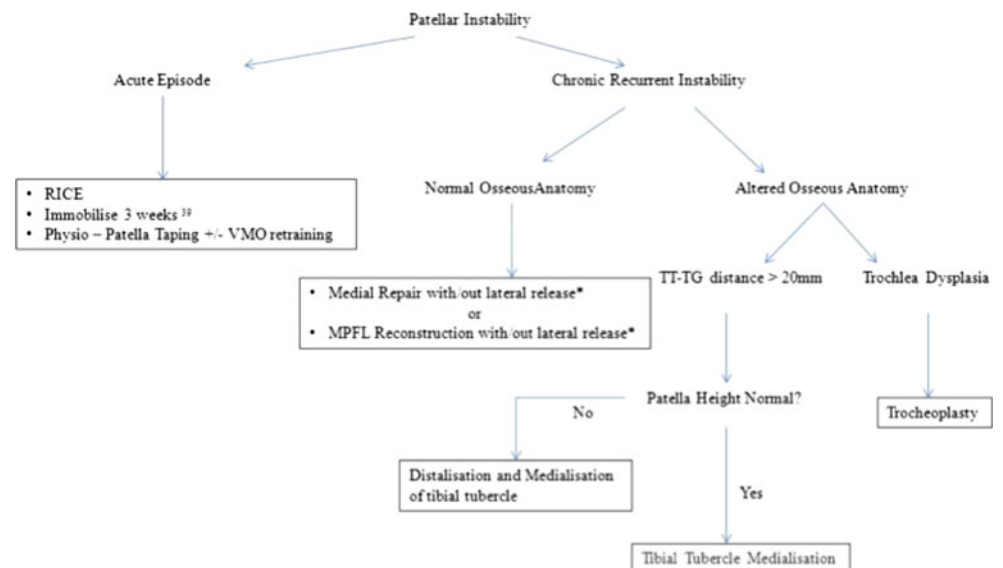 Patellar Instability
Acute Episode
Chronic Recurrent Instability
• RICE
• Immobilise 3 weeks 39
• Physio – Patella Taping +/- VMO retraining
Normal OsseousAnatomy
Altered Osseous Anatomy
• Medial Repair with/out lateral release*
or
• MPFL Reconstruction with/out lateral release*
TT-TG distance > 20mm
Trochlea Dysplasia
Patella Height Normal?
No
Trocheoplasty
Distalisation and Medialisation
of tibial tubercle
Yes
Tibial Tubercle Medialisation